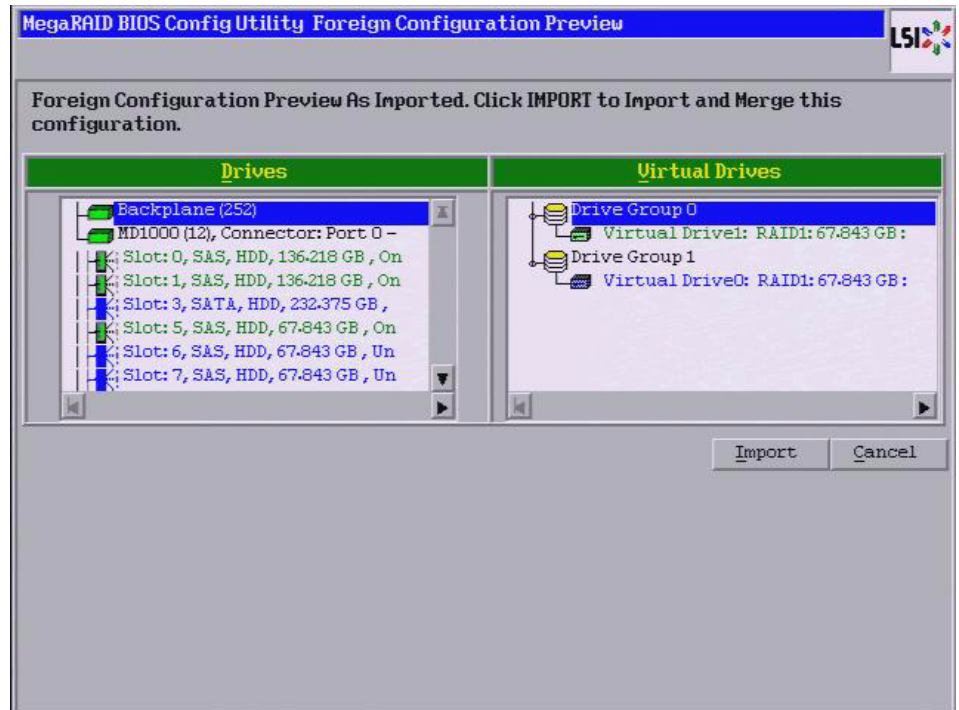 MegaRAID BIOS Config Utility Foreign Configuration Preview
LSI
Foreign Configuration Preview As Imported. Click IMPORT to Import and Merge this
configuration.
Drives
Backplane (252)
MD1000 (12), Connector: Port 0 -
Slot: 0, SAS, HDD, 136.218 GB , On
Slot: 1, SAS, HDD, 136.218 GB , On
Slot: 3, SATA, HDD, 232.375 GB ,
Slot: 5, SAS, HDD, 67.843 GB , On
Slot: 6, SAS, HDD, 67.843 GB , Un
Slot: 7, SAS, HDD, 67.843 GB , Un
Virtual Drives
Drive Group 0
Virtual Drive1: RAID1: 67.843 GB :
Drive Group 1
Virtual Drive0: RAID1: 67.843 GB :
Import
Cancel